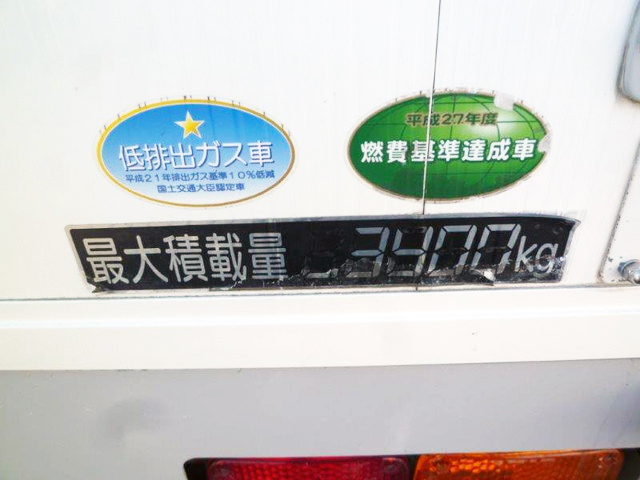 低排出ガス車
平成21年排出ガス基準10%低減
国土交通大臣認定車
平成27年度
燃費基準達成車
最大積載量 kg